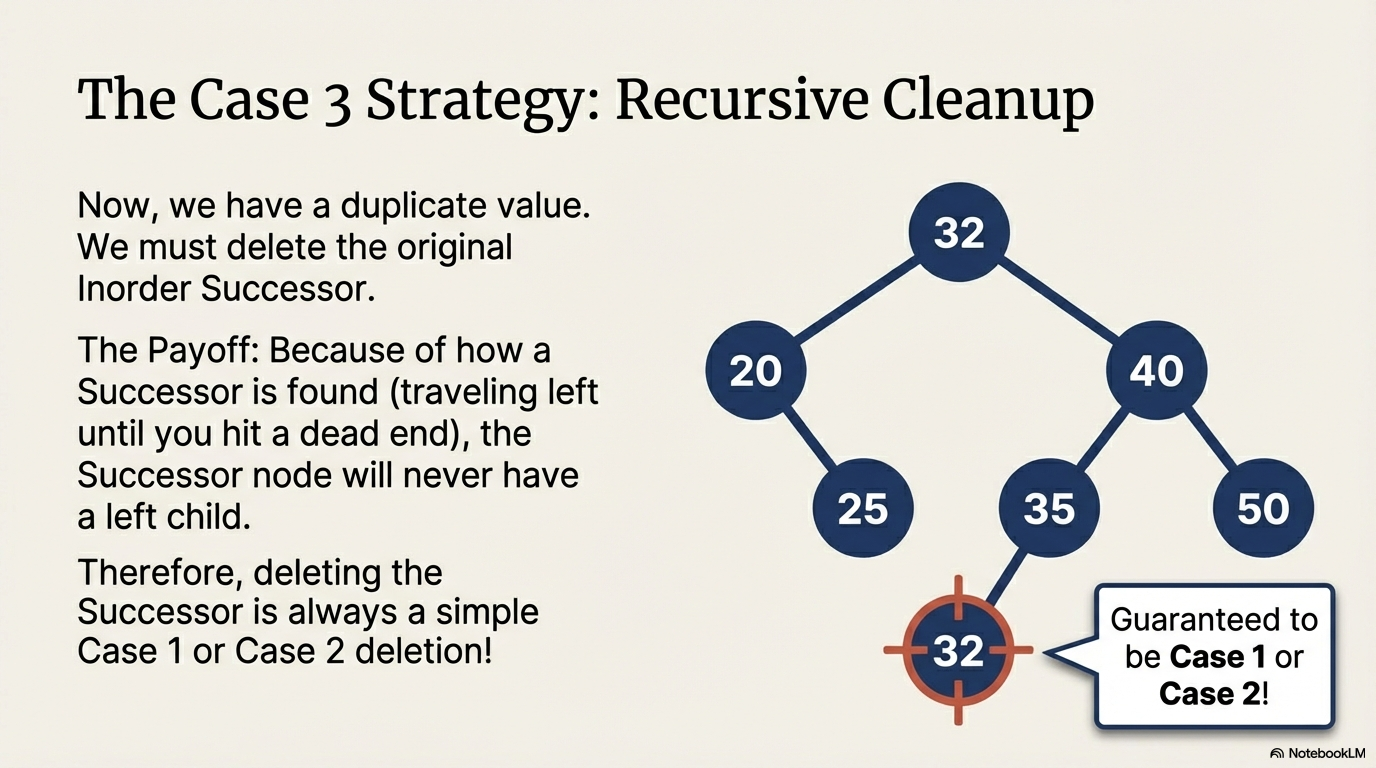 The Case 3 Strategy: Recursive Cleanup
Now, we have a duplicate value.
We must delete the original
Inorder Successor.
The Payoff: Because of how a
Successor is found (traveling left
until you hit a dead end), the
Successor node will never have
a left child.
Therefore, deleting the
Successor is always a simple
Case 1 or Case 2 deletion!
32
20
40
25
35
50
32
Guaranteed to
be Case 1 or
Case 2!
NotebookLM